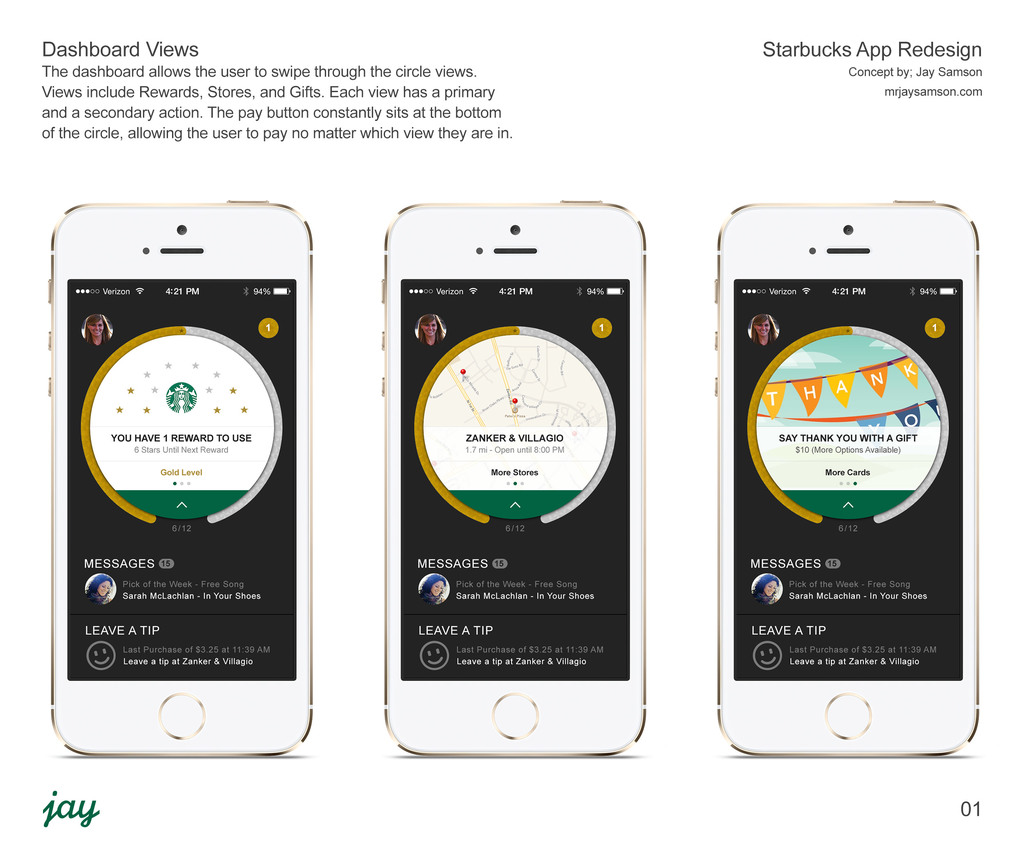 Dashboard Views
The dashboard allows the user to swipe through the circle views.
Views include Rewards, Stores, and Gifts. Each view has a primary
and a secondary action. The pay button constantly sits at the bottom
of the circle, allowing the user to pay no matter which view they are in.
Starbucks App Redesign
Concept by; Jay Samson
mrjaysamson.com
Verizon 4:21 PM 94%
1
YOU HAVE 1 REWARD TO USE
6 Stars Until Next Reward
Gold Level
6/12
MESSAGES 15
Pick of the Week - Free Song
Sarah McLachlan - In Your Shoes
LEAVE A TIP
Last Purchase of $3.25 at 11:39 AM
Leave a tip at Zanker & Villagio
Verizon 4:21 PM 94%
1
ZANKER & VILLAGIO
1.7 mi - Open until 8:00 PM
More Stores
6/12
MESSAGES 15
Pick of the Week - Free Song
Sarah McLachlan - In Your Shoes
LEAVE A TIP
Last Purchase of $3.25 at 11:39 AM
Leave a tip at Zanker & Villagio
Verizon 4:21 PM 94%
1
THANK
YO
SAY THANK YOU WITH A GIFT
$10 (More Options Available)
More Cards
6/12
MESSAGES 15
Pick of the Week - Free Song
Sarah McLachlan - In Your Shoes
LEAVE A TIP
Last Purchase of $3.25 at 11:39 AM
Leave a tip at Zanker & Villagio
jay
01